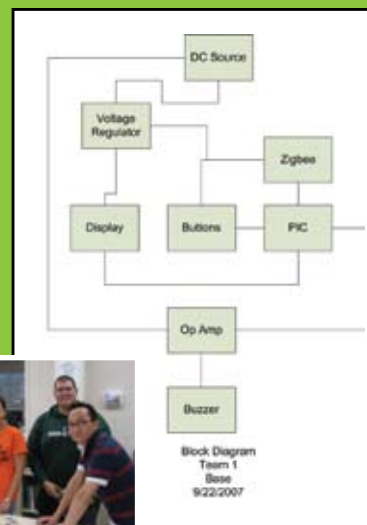 DC Source
Voltage
Regulator
Zigbee
Display
Buttons
PIC
Op Amp
Buzzer
Block Diagram
Team 1
Base
9/22/2007